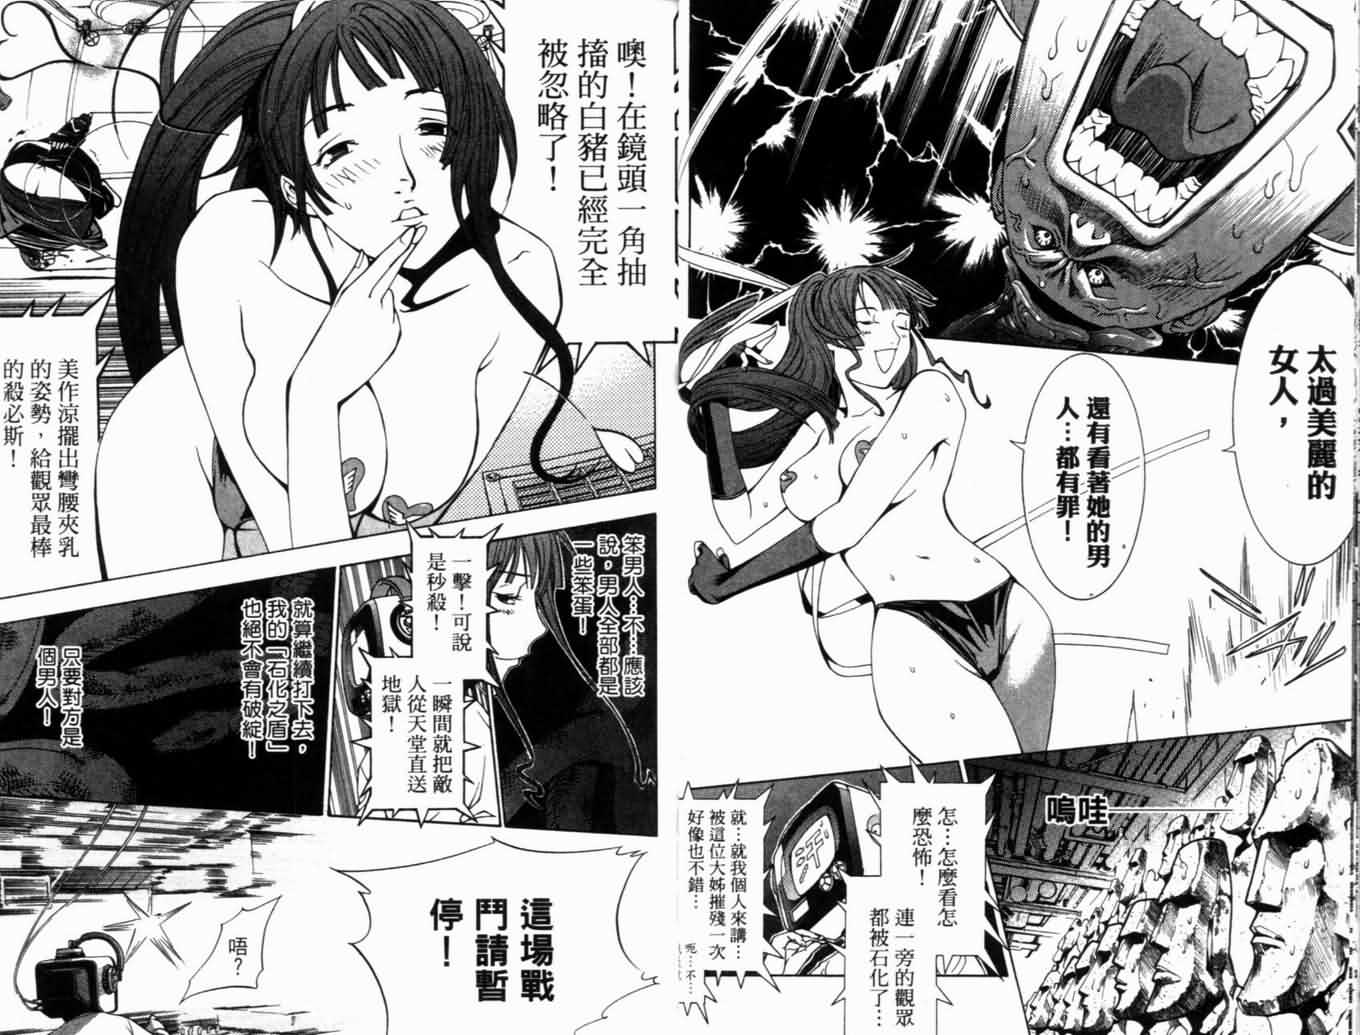 太過美麗的
女人，
還有看著她的男
人…都有罪！
嗚哇
怎…怎麼看怎
麼恐怖！
連一旁的觀眾
都被石化了…
汗
就…就我個人來講…
被這位大姊摧殘一次
好像也不錯…
呃…不…
噢！在鏡頭一角抽
搐的白豬已經完全
被忽略了！
美作涼擺出彎腰夾乳
的姿勢，給觀眾最棒
的殺必斯！
笨男人…不…應該
說，男人全部都是
一些笨蛋！
一擊！可說
是秒殺！
一瞬間就把敵
人從天堂直送
地獄！
就算繼續打下去，
我的「石化之盾」
也絕不會有破綻！
只要對方是
個男人！
這場戰
鬥請暫
停！
唔？